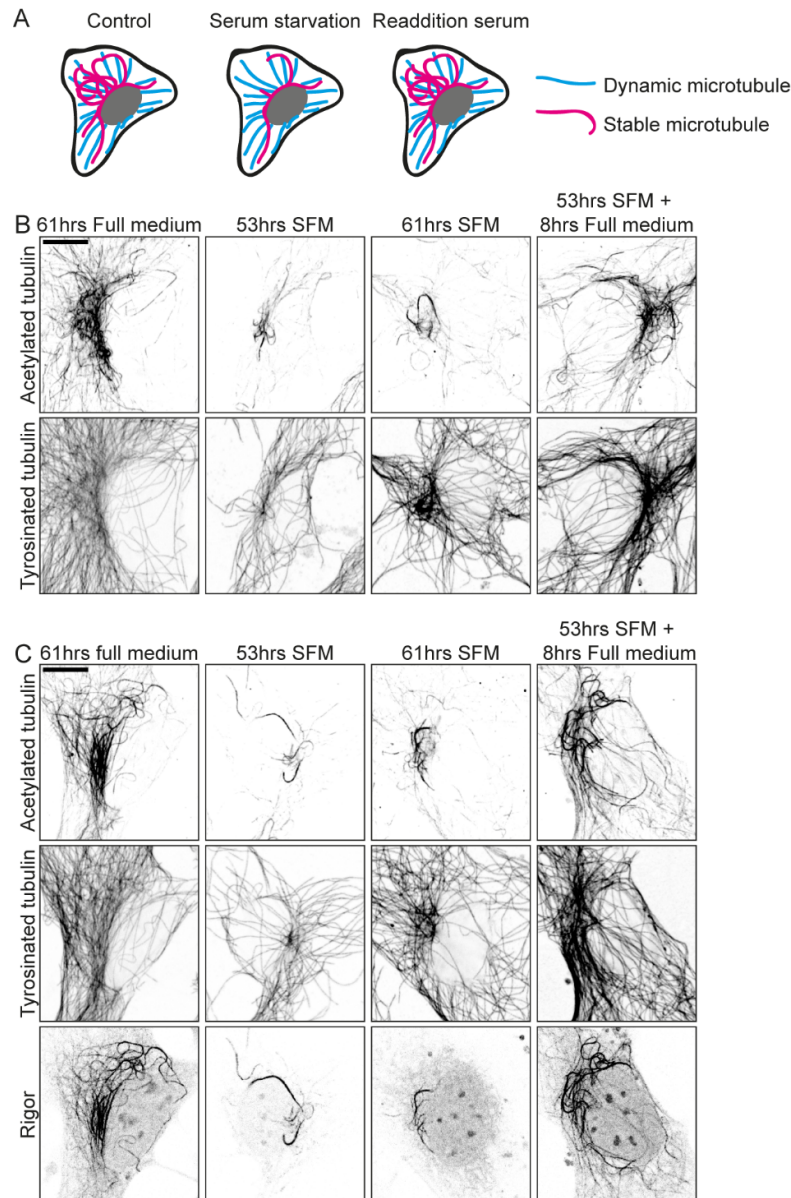 A
Control
Serum starvation
Readdition serum
Dynamic microtubule
Stable microtubule
B
61hrs Full medium
53hrs SFM
61hrs SFM
53hrs SFM +
8hrs Full medium
Acetylated tubulin
Tyrosinated tubulin
C
61hrs full medium
53hrs SFM
61hrs SFM
53hrs SFM +
8hrs Full medium
Acetylated tubulin
Tyrosinated tubulin
Rigor